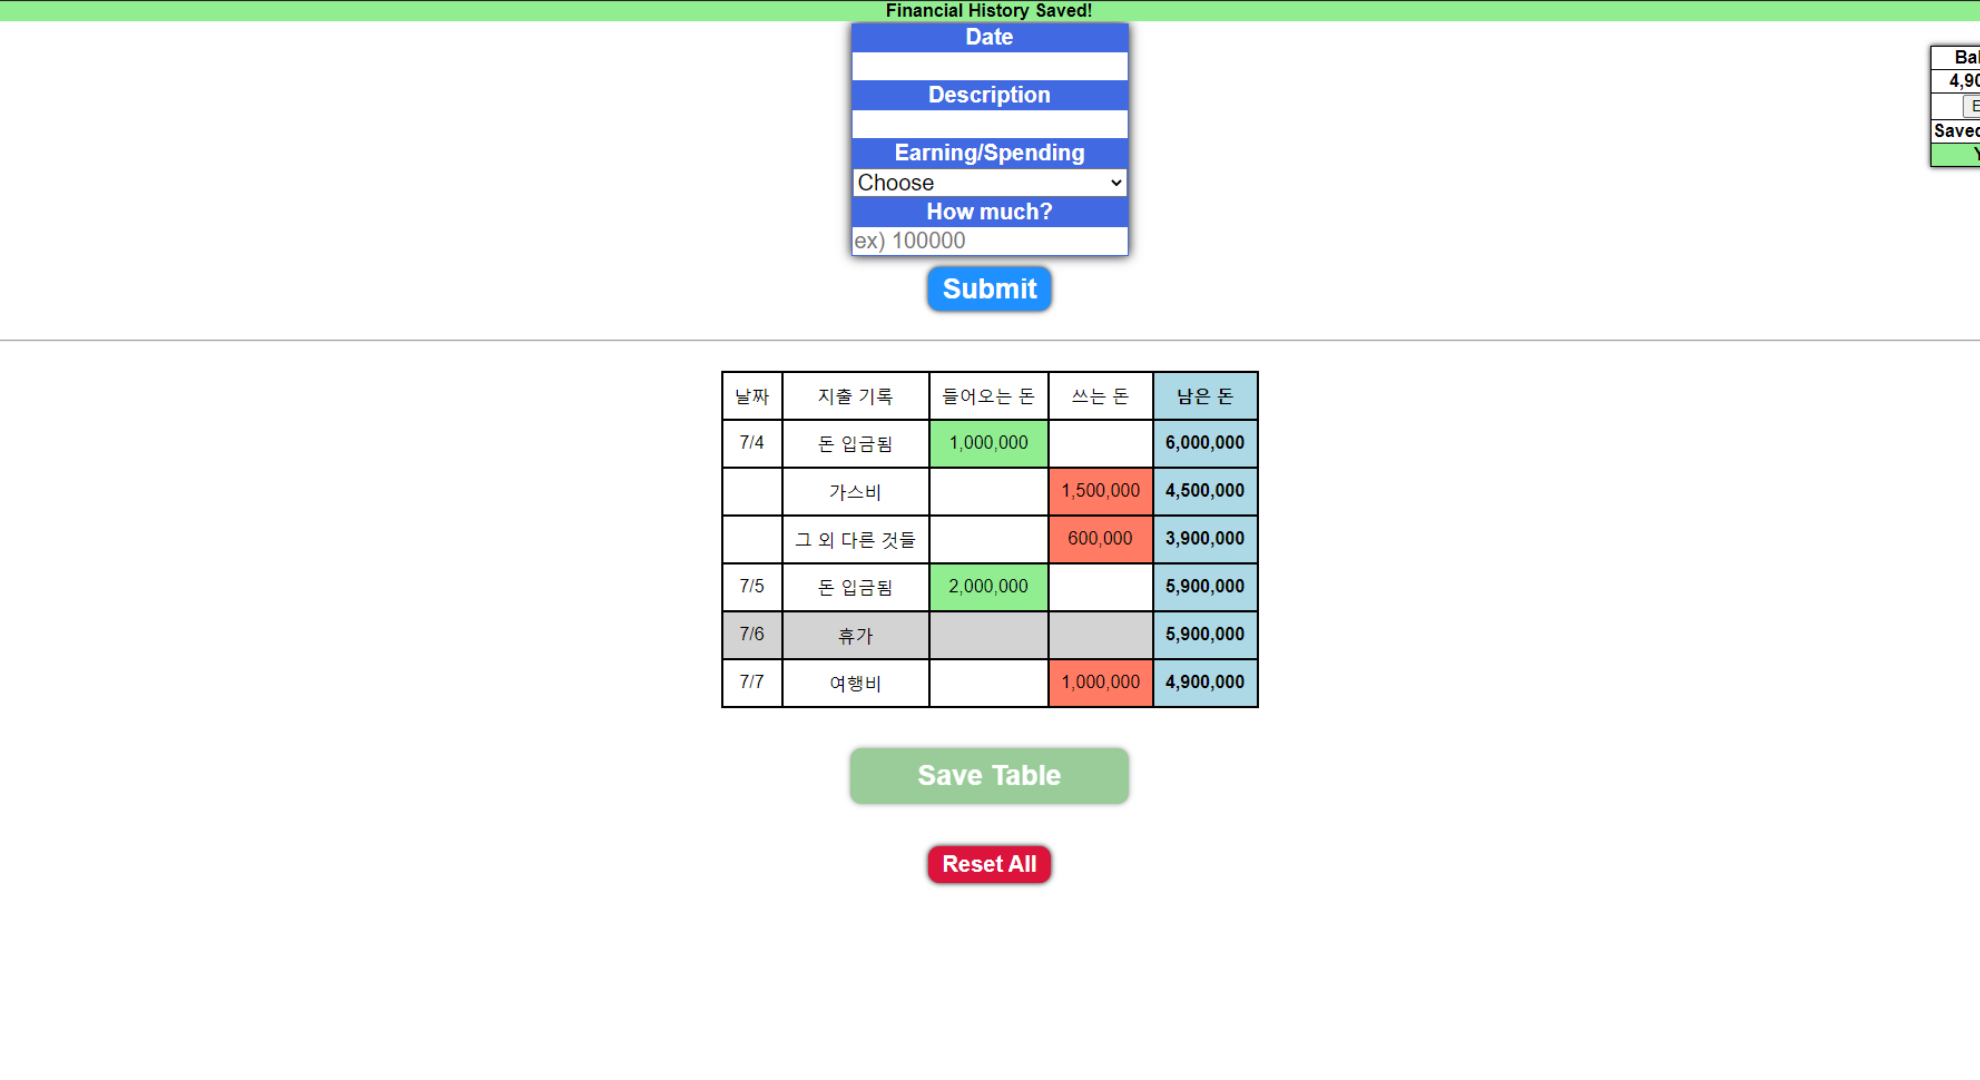 Financial History Saved!
Date
Description
Earning/Spending
Choose
How much?
ex) 100000
Submit
4,90
Saved
날짜 지출 기록 들어오는 돈 쓰는 돈 남은 돈
7/4 돈 입금됨 1,000,000 6,000,000
가스비 1,500,000 4,500,000
그 외 다른 것들 600,000 3,900,000
7/5 돈 입금됨 2,000,000 5,900,000
7/6 휴가 5,900,000
7/7 여행비 1,000,000 4,900,000
Save Table
Reset All